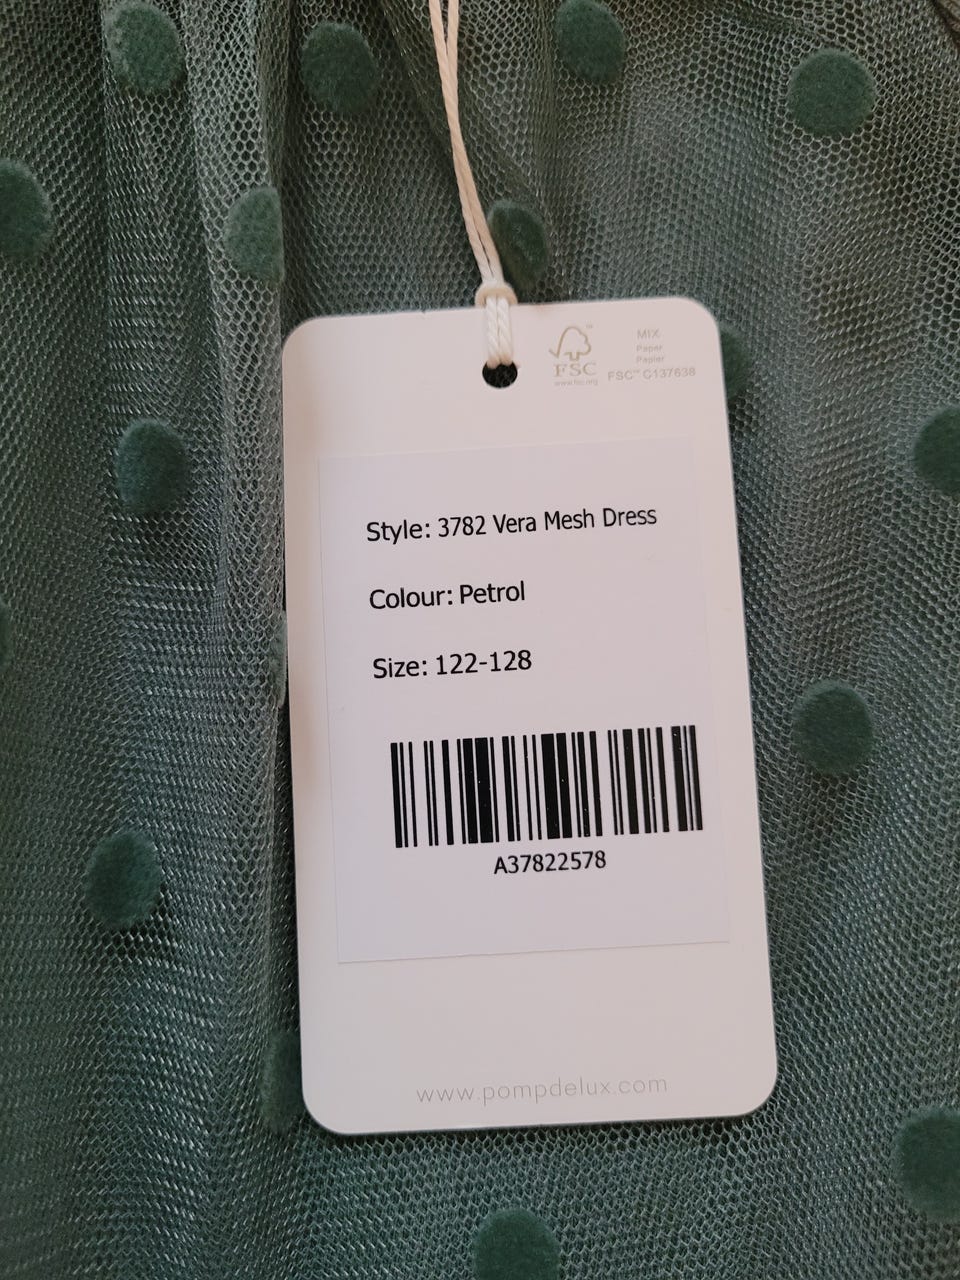 MIX
Paper
Papier
FSC™ C137638
FSC
www.fsc.org
Style: 3782 Vera Mesh Dress
Colour: Petrol
Size: 122-128
A37822578
www.pompdelux.com